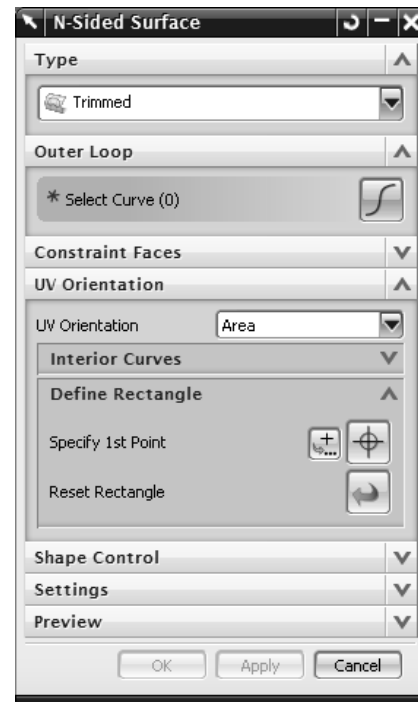 N-Sided Surface
Type
Trimmed
Outer Loop
* Select Curve (0)
Constraint Faces
UV Orientation
UV Orientation Area
Interior Curves
Define Rectangle
Specify 1st Point
Reset Rectangle
Shape Control
Settings
Preview
OK Apply Cancel